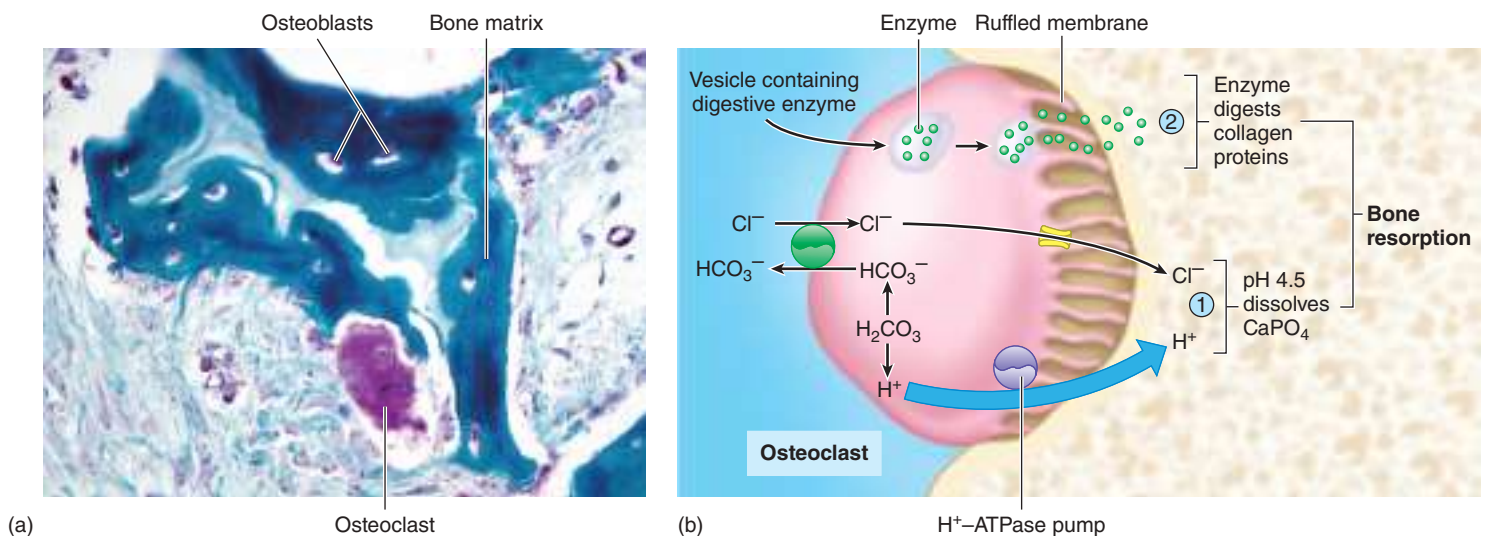 Osteoblasts
Bone matrix
Osteoclast
(a)
Enzyme
Ruffled membrane
Vesicle containing
digestive enzyme
2
Enzyme
digests
collagen
proteins
Cl⁻
Cl⁻
HCO₃⁻
HCO₃⁻
H₂CO₃
H⁺
Cl⁻
1
H⁺
pH 4.5
dissolves
CaPO₄
Bone
resorption
Osteoclast
(b)
H⁺–ATPase pump